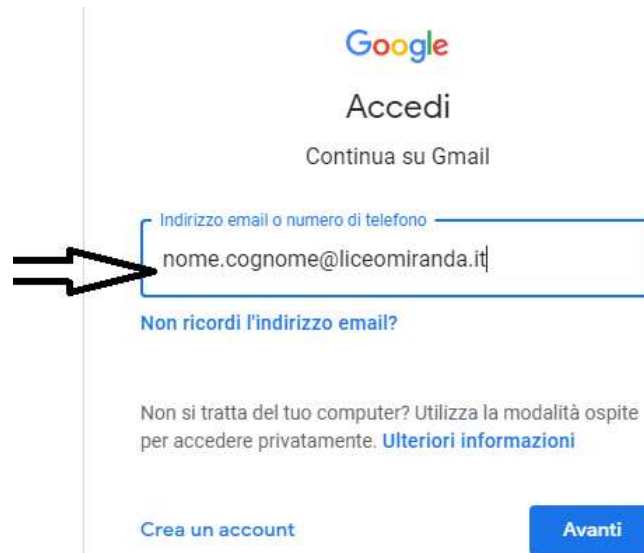 Google
Accedi
Continua su Gmail
Indirizzo email o numero di telefono
nome.cognome@liceomiranda.it
Non ricordi l'indirizzo email?
Non si tratta del tuo computer? Utilizza la modalità ospite
per accedere privatamente. Ulteriori informazioni
Crea un account
Avanti